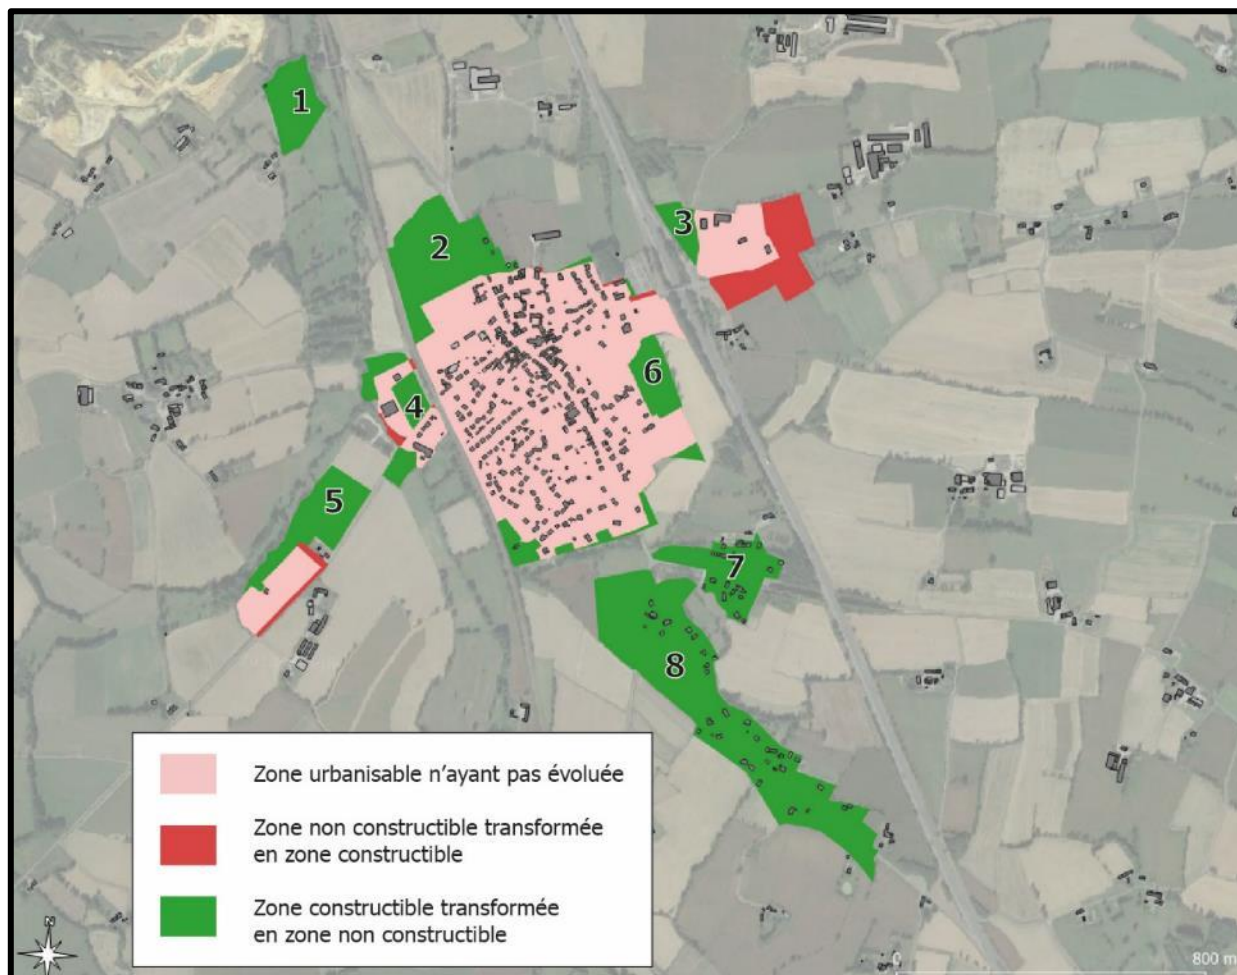 1
2
3
4
5
6
7
8
Zone urbanisable n'ayant pas évoluée
Zone non constructible transformée
en zone constructible
Zone constructible transformée
en zone non constructible
N
0 800 m